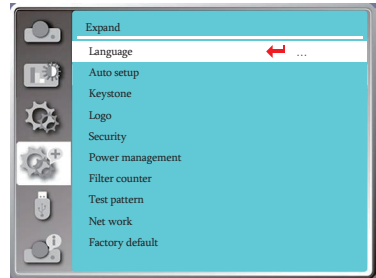 Expand
Language ...
Auto setup
Keystone
Logo
Security
Power management
Filter counter
Test pattern
Net work
Factory default